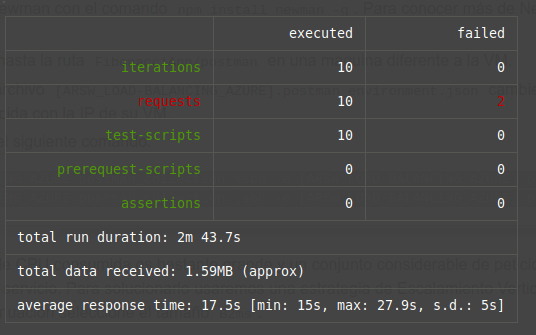 executed failed
iterations 10 0
requests 10 2
test-scripts 10 0
prerequest-scripts 0 0
assertions 0 0
total run duration: 2m 43.7s
total data received: 1.59MB (approx)
average response time: 17.5s [min: 15s, max: 27.9s, s.d.: 5s]